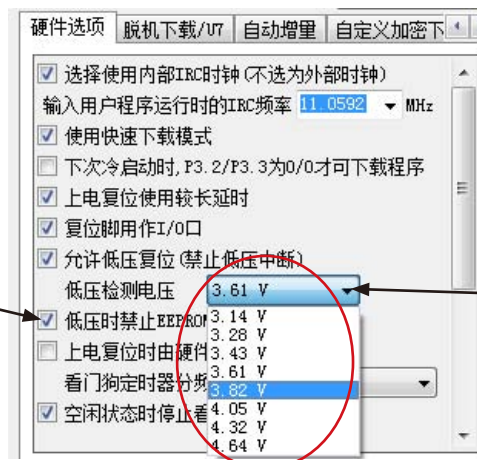 硬件选项 脱机下载/U7 自动增量 自定义加密下
选择使用内部IRC时钟(不选为外部时钟)
输入用户程序运行时的IRC频率 11.0592 MHz
使用快速下载模式
下次冷启动时,P3.2/P3.3为0/0才可下载程序
上电复位使用较长延时
复位脚用作I/O口
允许低压复位(禁止低压中断)
低压检测电压 3.61 V
低压时禁止EEPROM
3.14 V
3.28 V
上电复位时由硬件
3.43 V
3.61 V
看门狗定时器分频
3.82 V
4.05 V
空闲状态时停止看
4.32 V
4.64 V